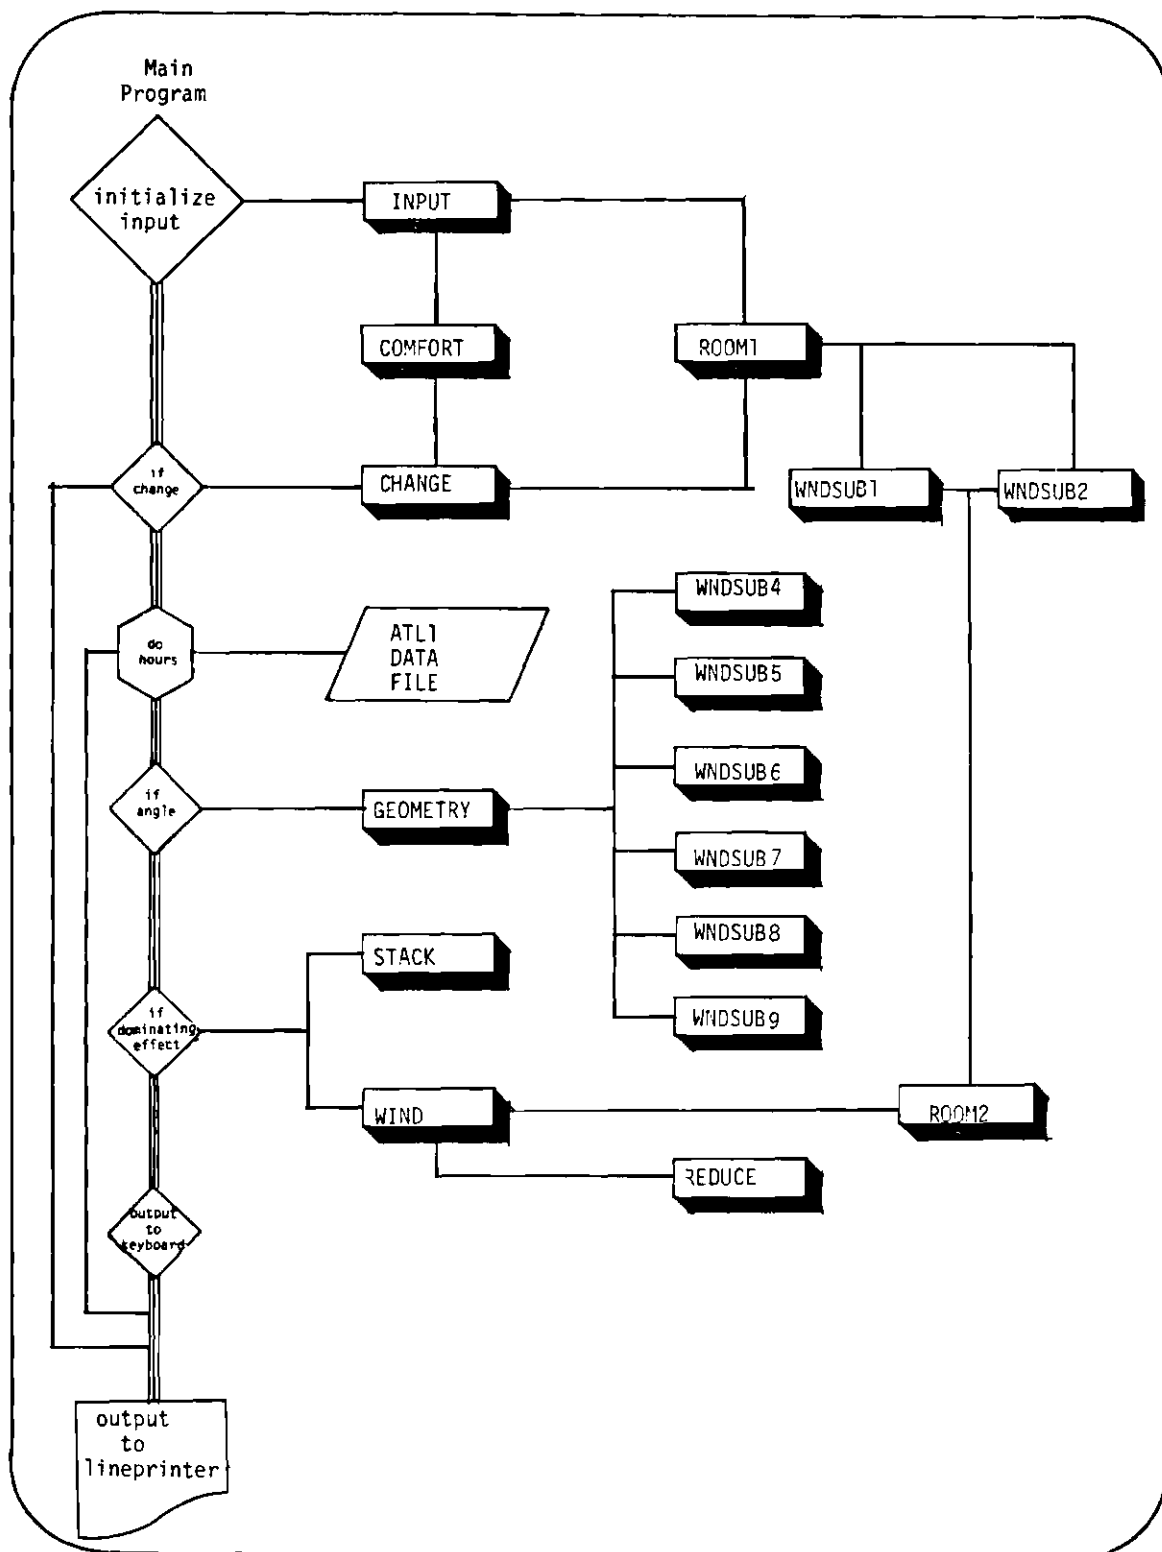 Main
Program
initialize
input
INPUT
COMFORT
ROOM1
if
change
CHANGE
WNDSUB1
WNDSUB2
do
hours
ATL1
DATA
FILE
WNDSUB4
WNDSUB5
WNDSUB6
WNDSUB7
WNDSUB8
WNDSUB9
if
angle
GEOMETRY
STACK
if
dominating
effect
WIND
ROOM2
REDUCE
output
to
keyboard
output
to
lineprinter